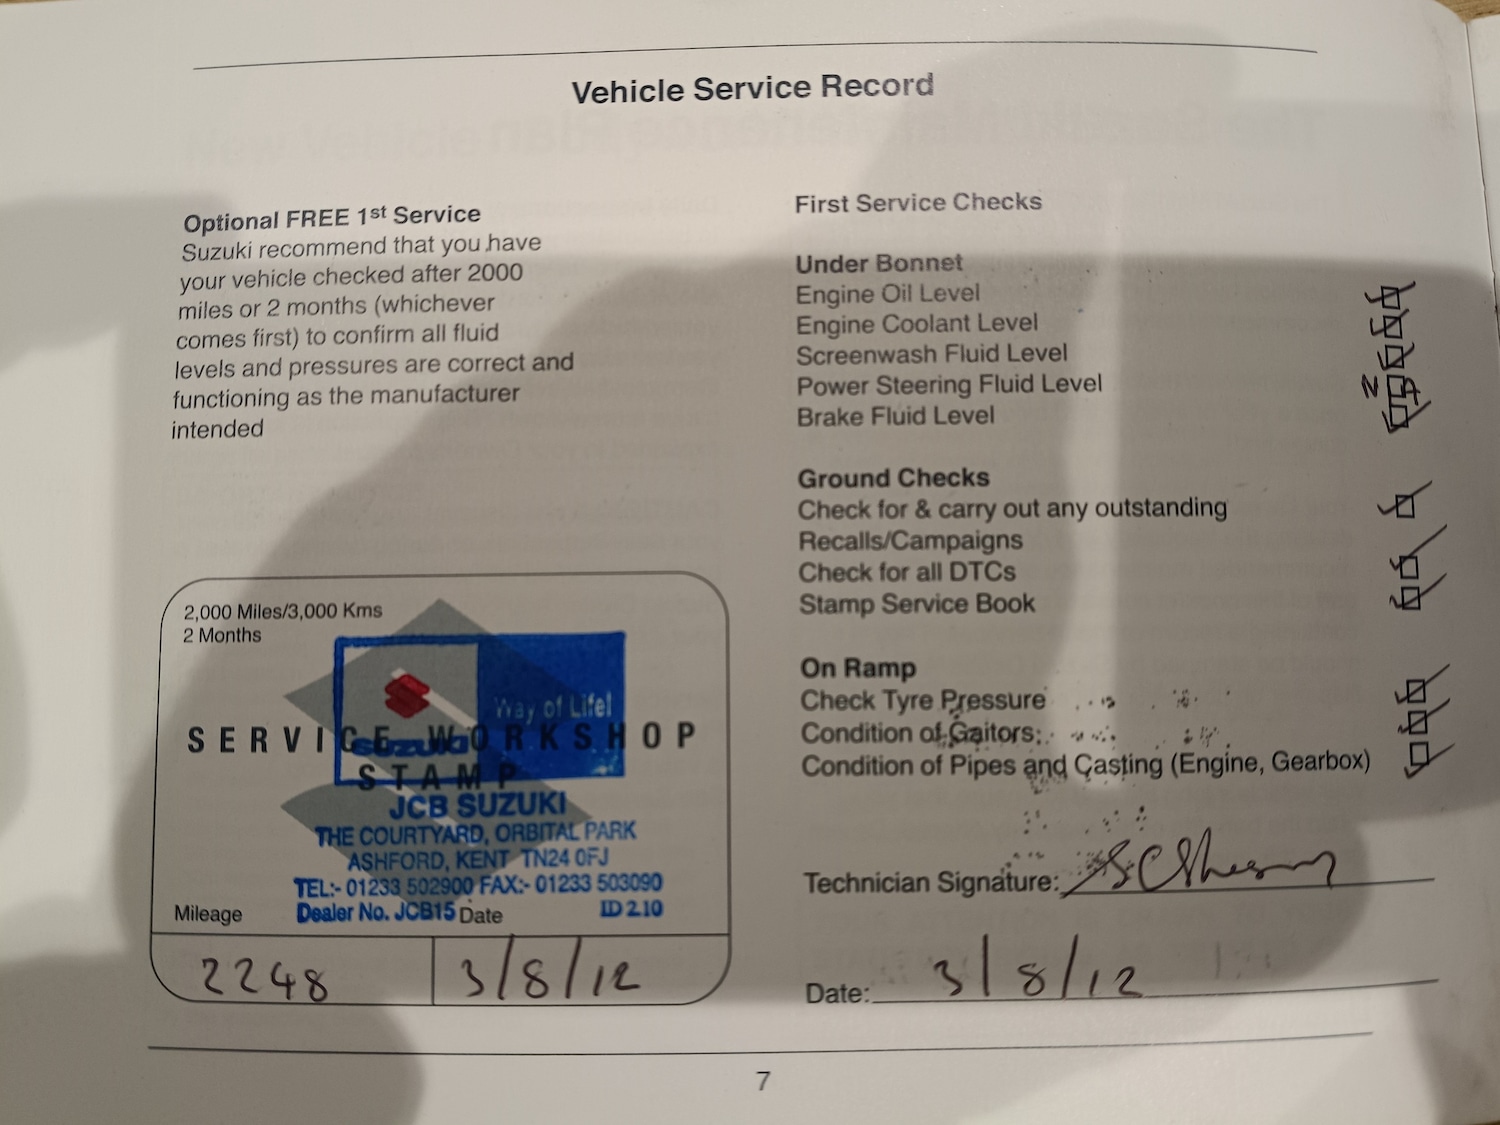 Vehicle Service Record
Optional FREE 1st Service
Suzuki recommend that you have
your vehicle checked after 2000
miles or 2 months (whichever
comes first) to confirm all fluid
levels and pressures are correct and
functioning as the manufacturer
intended
2,000 Miles/3,000 Kms
2 Months
Way of Life!
SUZUKI
SERVICE WORKSHOP
STAMP
JCB SUZUKI
THE COURTYARD, ORBITAL PARK
ASHFORD, KENT TN24 0FJ
TEL:- 01233 502900 FAX:- 01233 503090
Dealer No. JCB15 ID 2.10
Mileage Date
2248 3/8/12
First Service Checks
Under Bonnet
Engine Oil Level
Engine Coolant Level
Screenwash Fluid Level
Power Steering Fluid Level N A
Brake Fluid Level
Ground Checks
Check for & carry out any outstanding
Recalls/Campaigns
Check for all DTCs
Stamp Service Book
On Ramp
Check Tyre Pressure
Condition of Gaitors
Condition of Pipes and Casting (Engine, Gearbox)
Technician Signature:
Date: 3/8/12
7